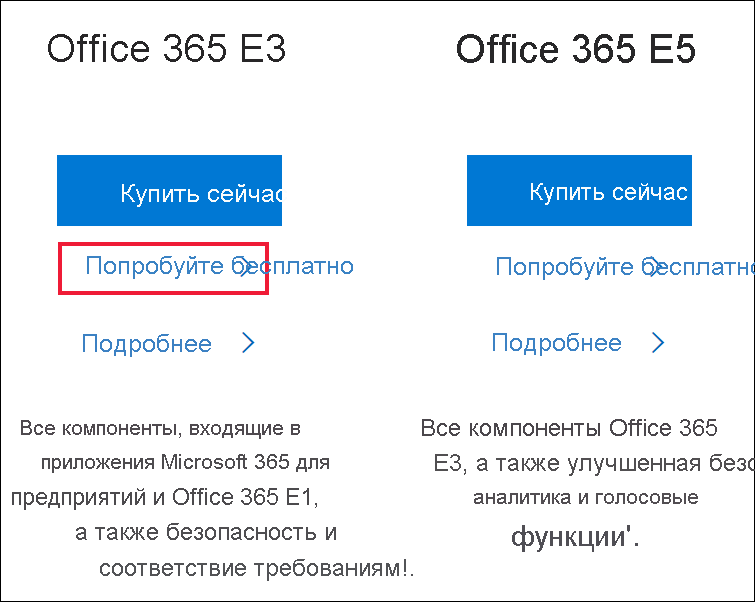 Office 365 E3
Купить сейчас
Попробуйте бесплатно
Подробнее
Все компоненты, входящие в
приложения Microsoft 365 для
предприятий и Office 365 E1,
а также безопасность и
соответствие требованиям!.
Office 365 E5
Купить сейчас
Попробуйте бесплатно
Подробнее
Все компоненты Office 365
E3, а также улучшенная
аналитика и голосовые
функции'.